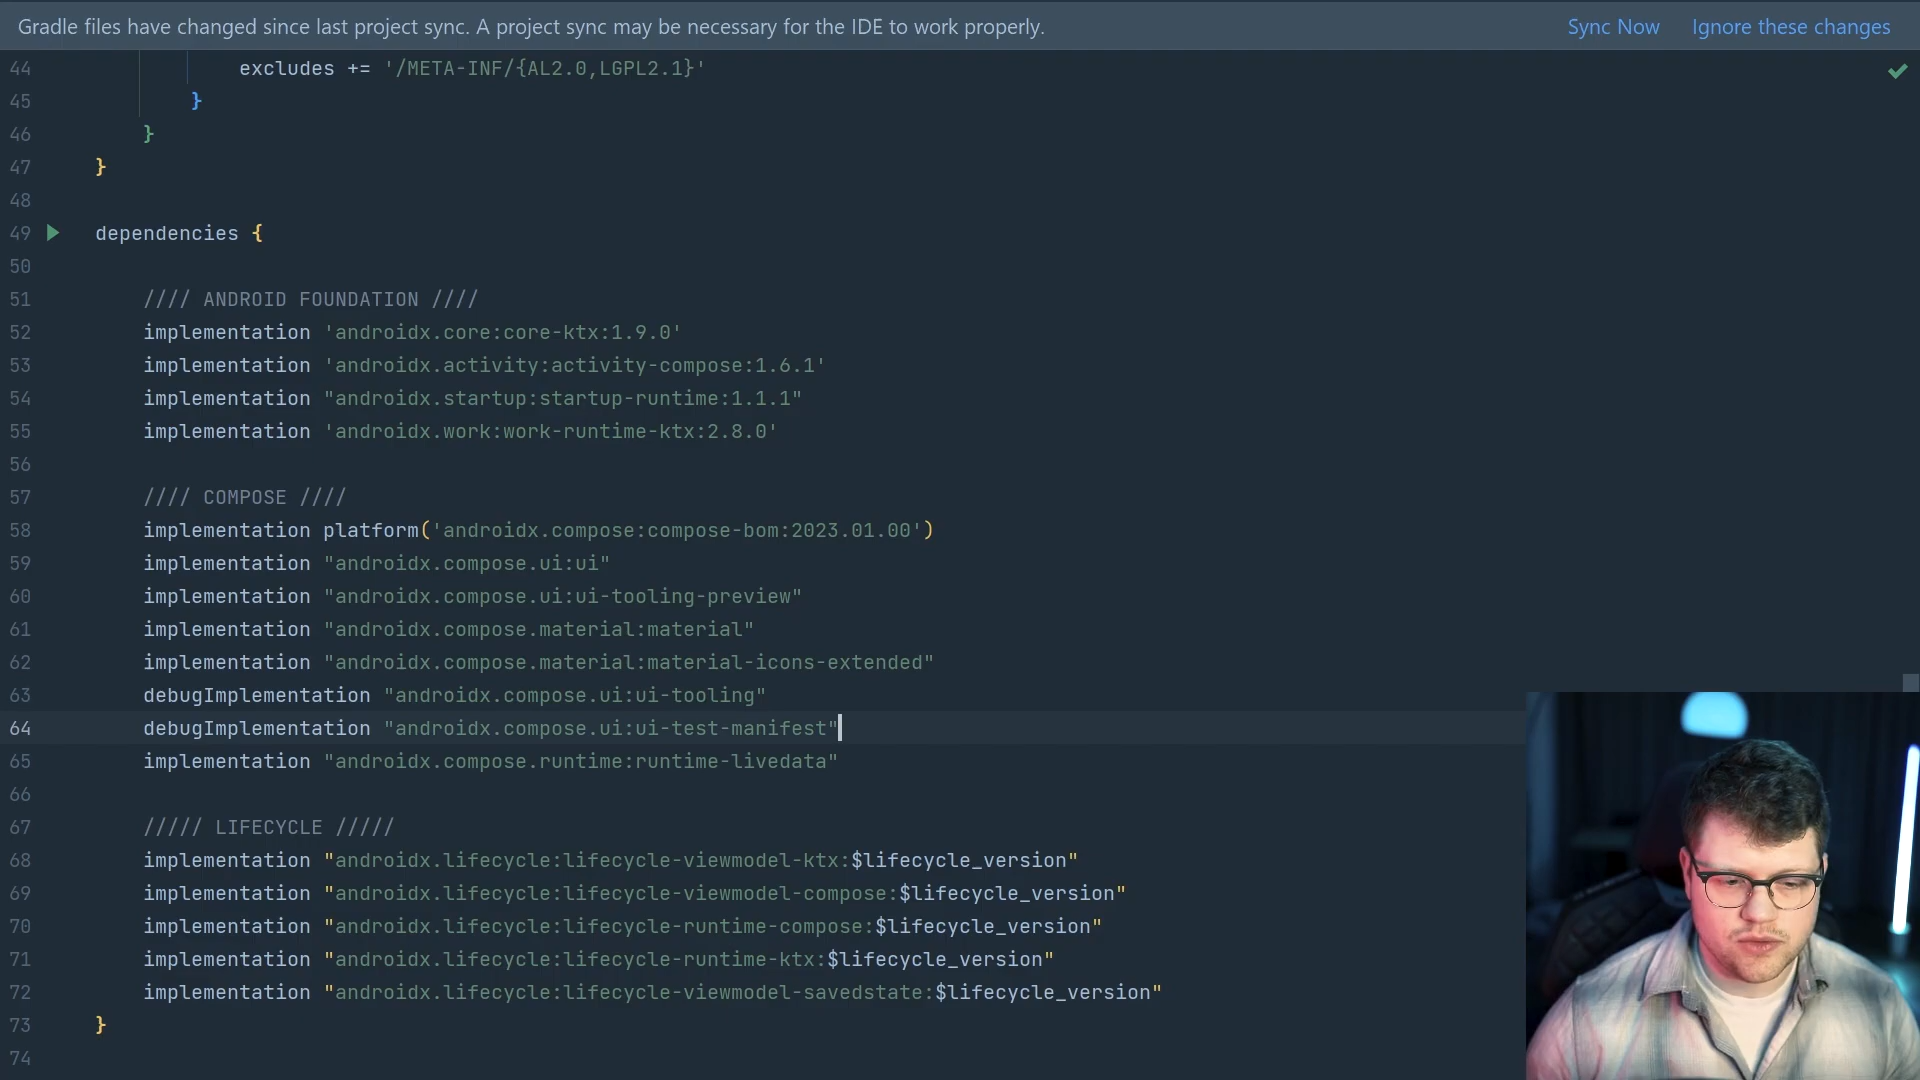 Gradle files have changed since last project sync. A project sync may be necessary for the IDE to work properly. Sync Now Ignore these changes
44 excludes += '/META-INF/{AL2.0,LGPL2.1}'
45 }
46 }
47 }
48
49 dependencies {
50
51 //// ANDROID FOUNDATION ////
52 implementation 'androidx.core:core-ktx:1.9.0'
53 implementation 'androidx.activity:activity-compose:1.6.1'
54 implementation "androidx.startup:startup-runtime:1.1.1"
55 implementation 'androidx.work:work-runtime-ktx:2.8.0'
56
57 //// COMPOSE ////
58 implementation platform('androidx.compose:compose-bom:2023.01.00')
59 implementation "androidx.compose.ui:ui"
60 implementation "androidx.compose.ui:ui-tooling-preview"
61 implementation "androidx.compose.material:material"
62 implementation "androidx.compose.material:material-icons-extended"
63 debugImplementation "androidx.compose.ui:ui-tooling"
64 debugImplementation "androidx.compose.ui:ui-test-manifest"
65 implementation "androidx.compose.runtime:runtime-livedata"
66
67 ///// LIFECYCLE /////
68 implementation "androidx.lifecycle:lifecycle-viewmodel-ktx:$lifecycle_version"
69 implementation "androidx.lifecycle:lifecycle-viewmodel-compose:$lifecycle_version"
70 implementation "androidx.lifecycle:lifecycle-runtime-compose:$lifecycle_version"
71 implementation "androidx.lifecycle:lifecycle-runtime-ktx:$lifecycle_version"
72 implementation "androidx.lifecycle:lifecycle-viewmodel-savedstate:$lifecycle_version"
73 }
74